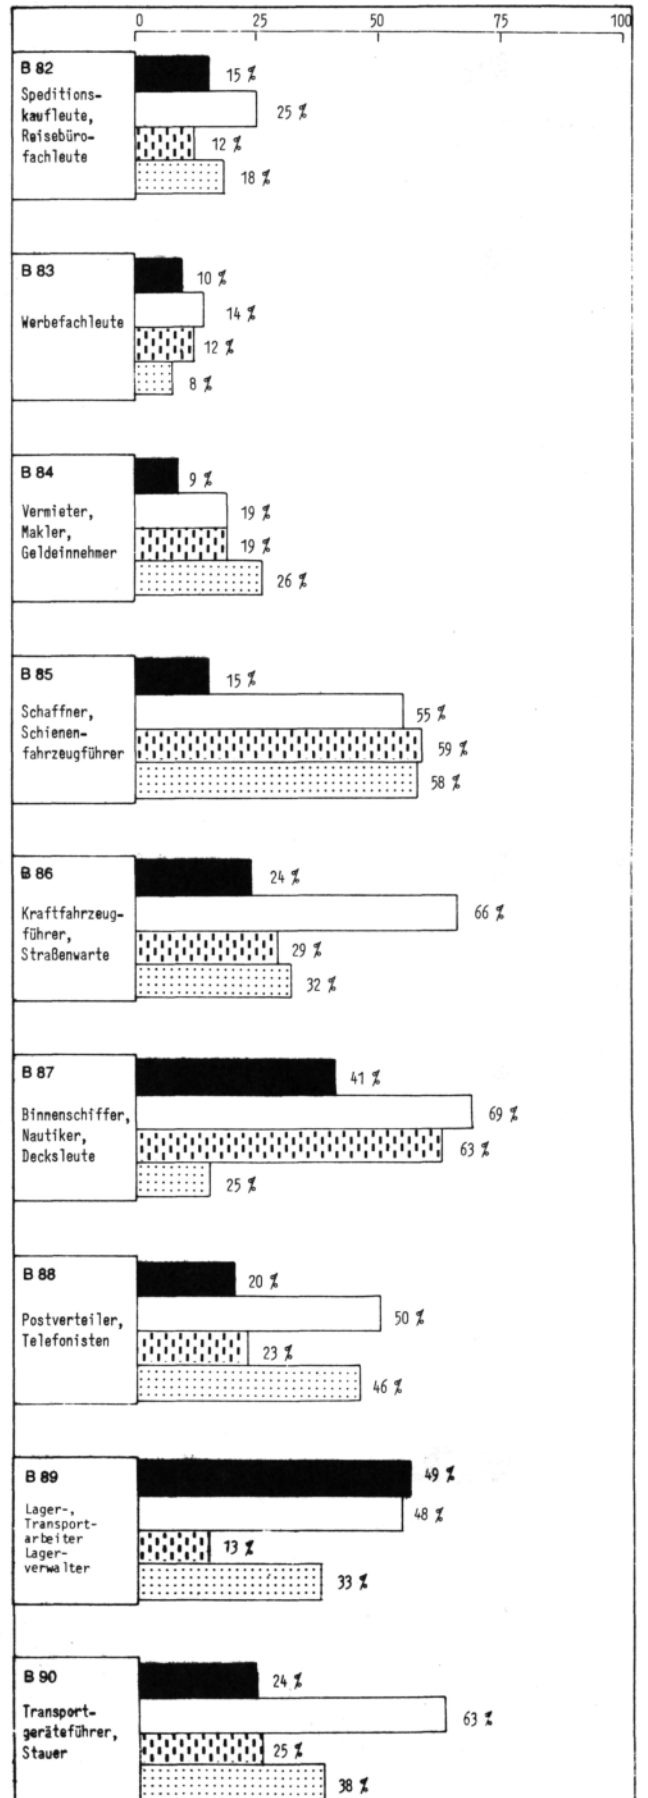 0 25 50 75 100
B 82
Speditions-
kaufleute,
Reisebüro-
fachleute
15 %
25 %
12 %
18 %
B 83
Werbefachleute
10 %
14 %
12 %
8 %
B 84
Vermieter,
Makler,
Geldeinnehmer
9 %
19 %
19 %
26 %
B 85
Schaffner,
Schienen-
fahrzeugführer
15 %
55 %
59 %
58 %
B 86
Kraftfahrzeug-
führer,
Straßenwarte
24 %
66 %
29 %
32 %
B 87
Binnenschiffer,
Nautiker,
Decksleute
41 %
69 %
63 %
25 %
B 88
Postverteiler,
Telefonisten
20 %
50 %
23 %
46 %
B 89
Lager-,
Transport-
arbeiter
Lager-
verwalter
49 %
48 %
13 %
33 %
B 90
Transport-
geräteführer,
Stauer
24 %
63 %
25 %
38 %